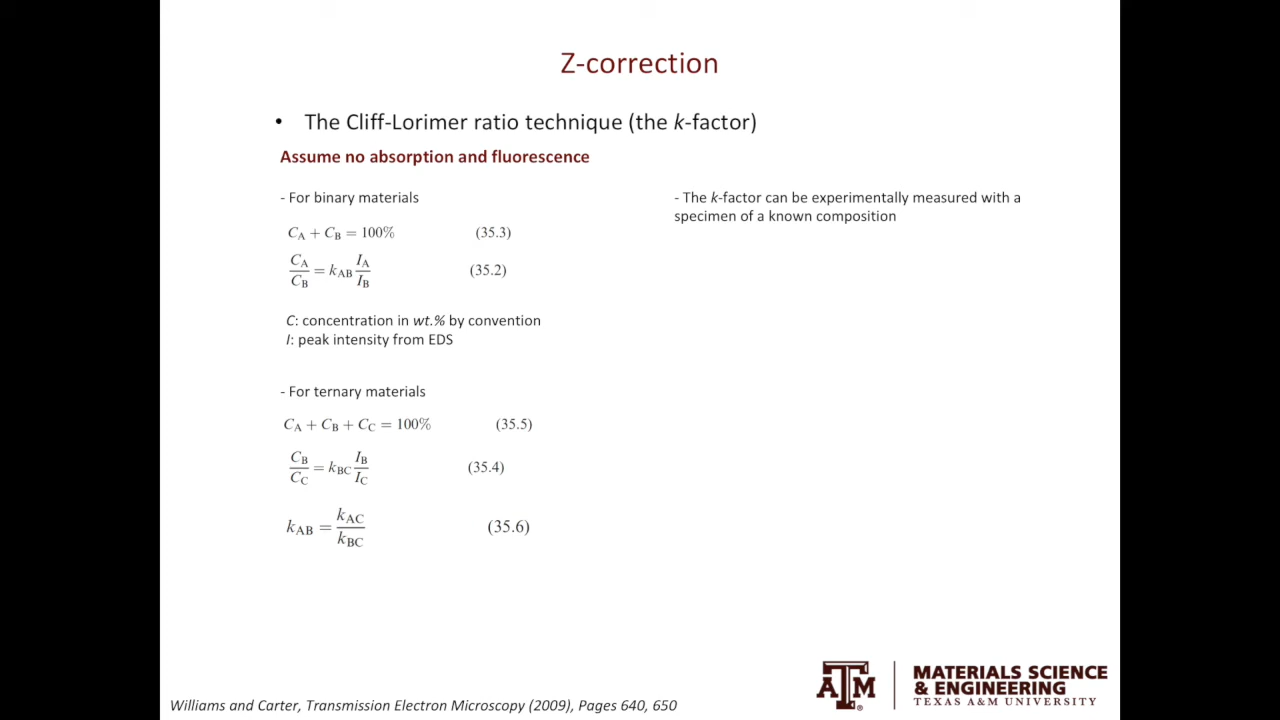 Z-correction
• The Cliff-Lorimer ratio technique (the k-factor)
Assume no absorption and fluorescence
- For binary materials
C_A + C_B = 100% (35.3)
C_A/C_B = k_AB I_A/I_B (35.2)
C: concentration in wt.% by convention
I: peak intensity from EDS
- For ternary materials
C_A + C_B + C_C = 100% (35.5)
C_B/C_C = k_BC I_B/I_C (35.4)
k_AB = k_AC/k_BC (35.6)
- The k-factor can be experimentally measured with a
specimen of a known composition
Williams and Carter, Transmission Electron Microscopy (2009), Pages 640, 650
ATM
MATERIALS SCIENCE
& ENGINEERING
TEXAS A&M UNIVERSITY